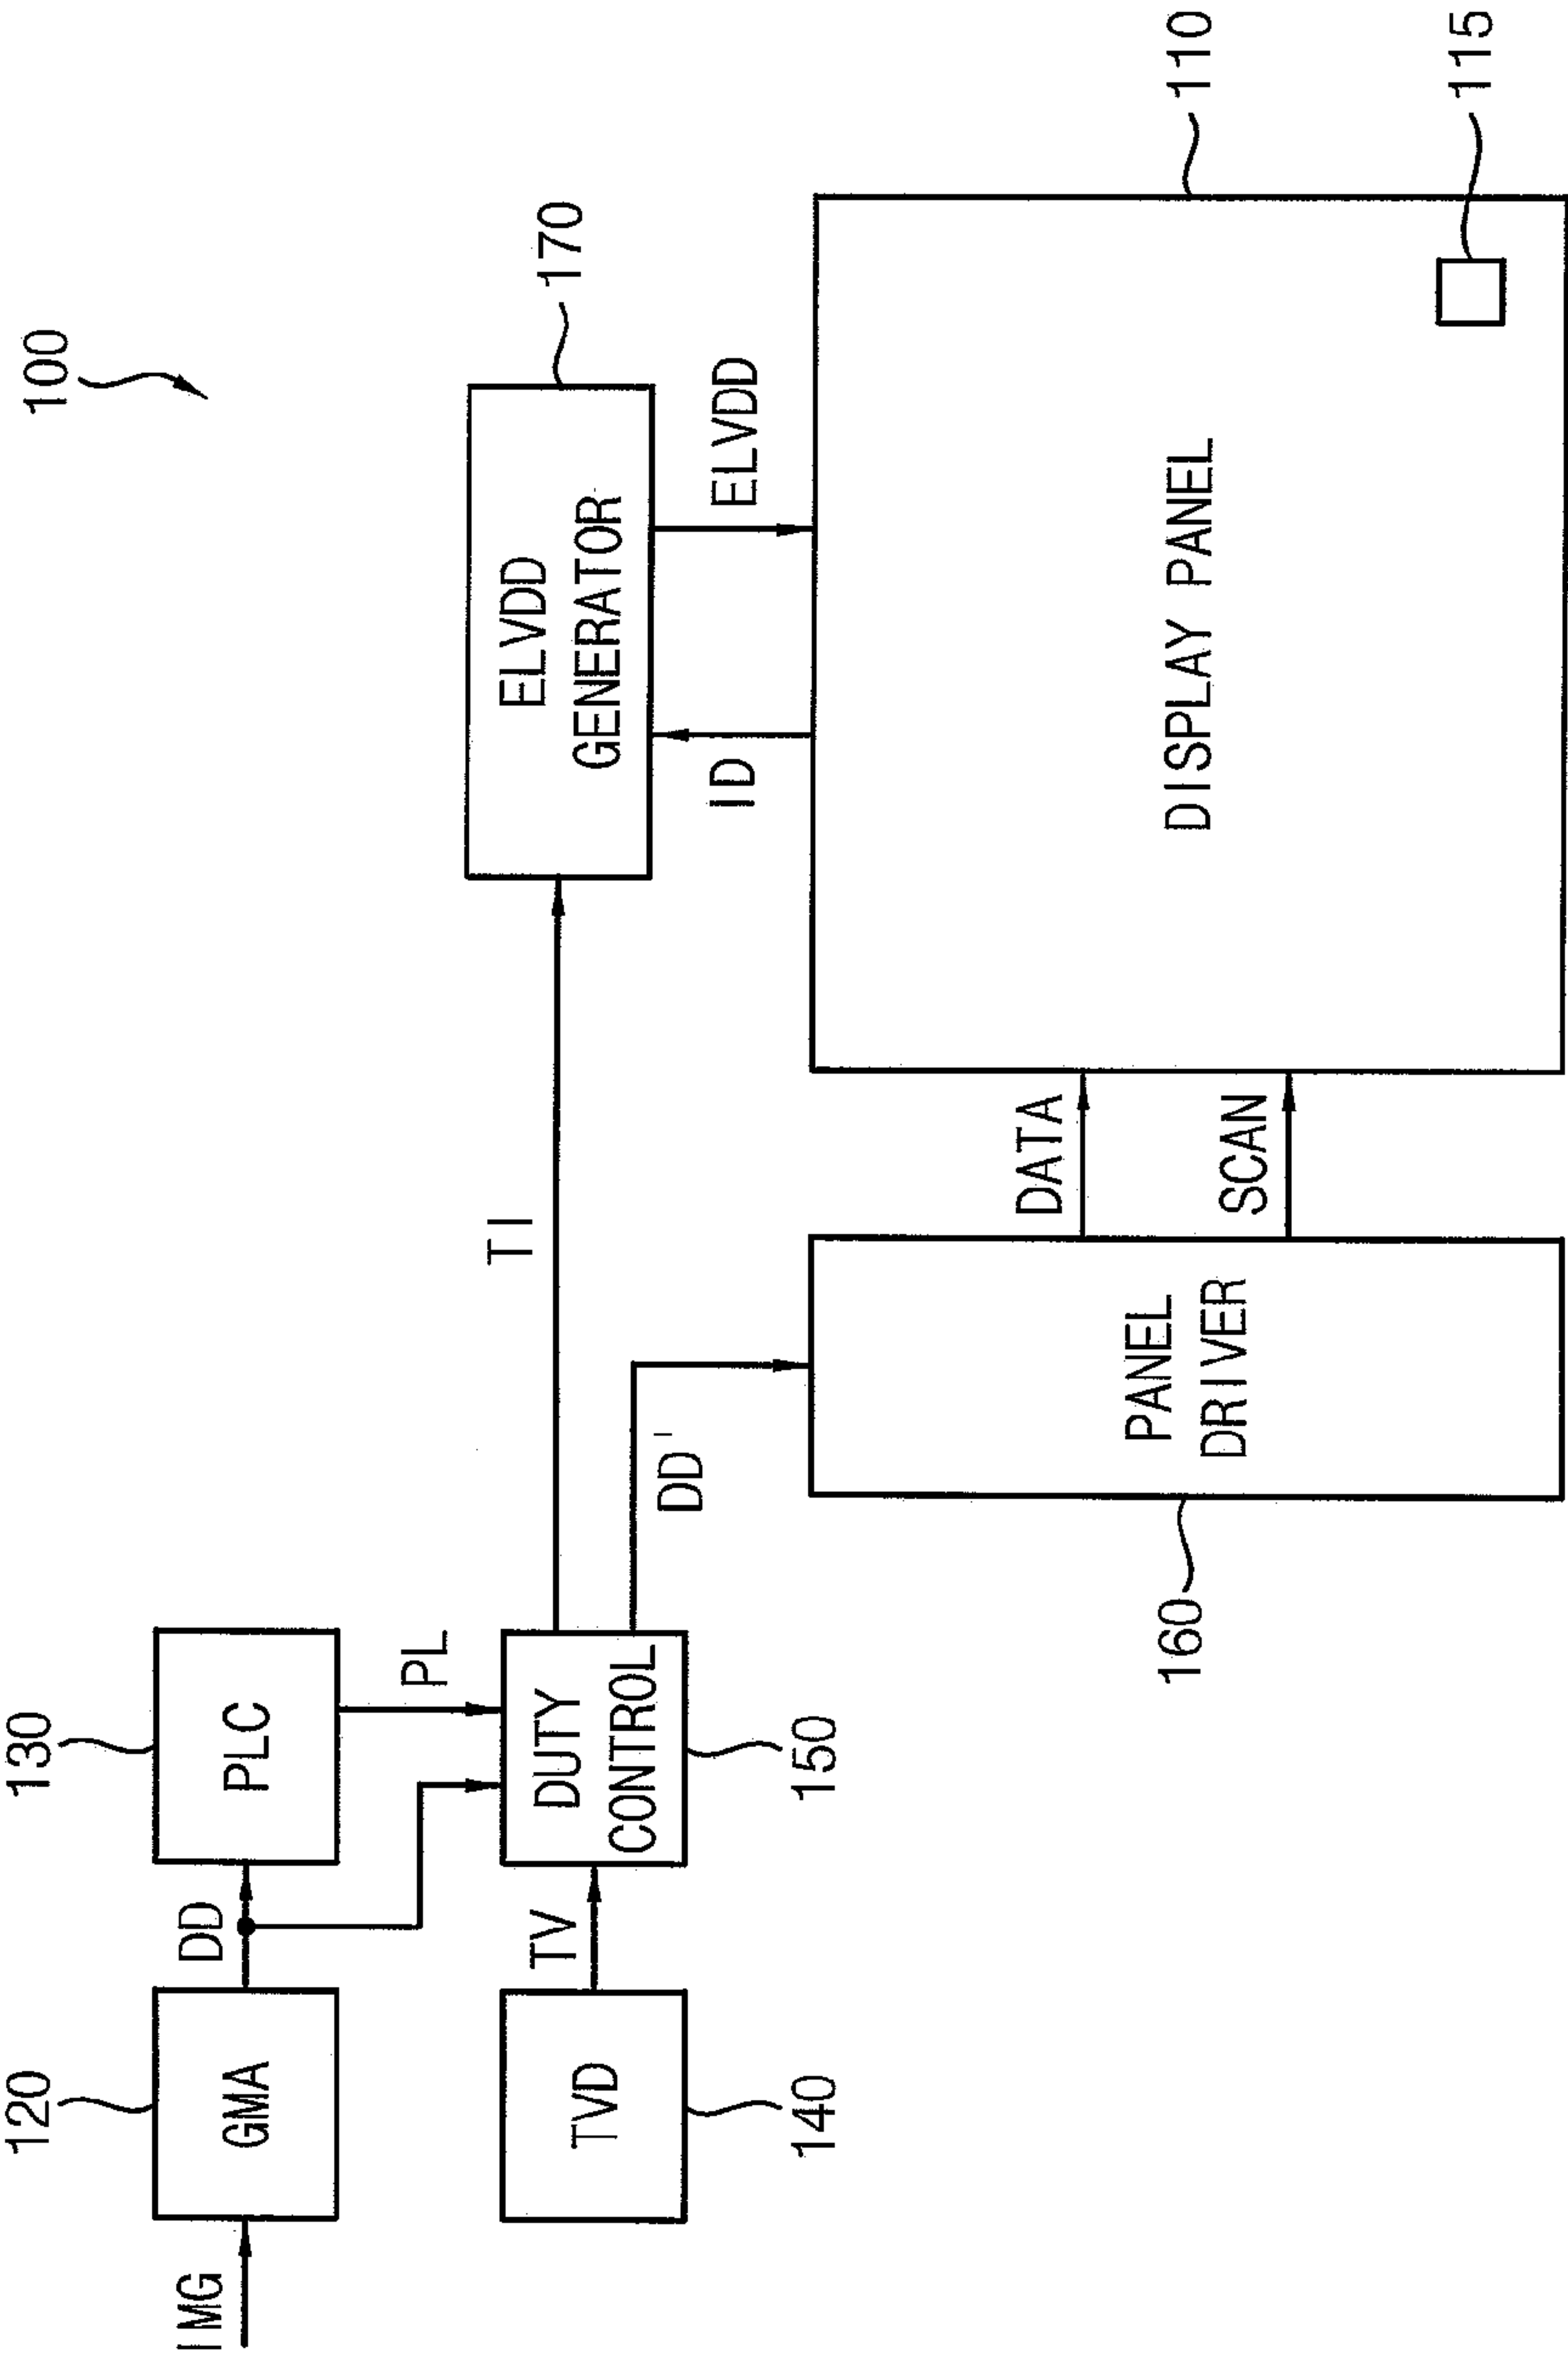 100
120
130
170
IMG
GMA
DD
PLC
PL
TVD
TV
DUTY
CONTROL
140
150
TI
DD'
ELVDD
GENERATOR
ID
ELVDD
PANEL
DRIVER
160
DATA
SCAN
DISPLAY PANEL
110
115